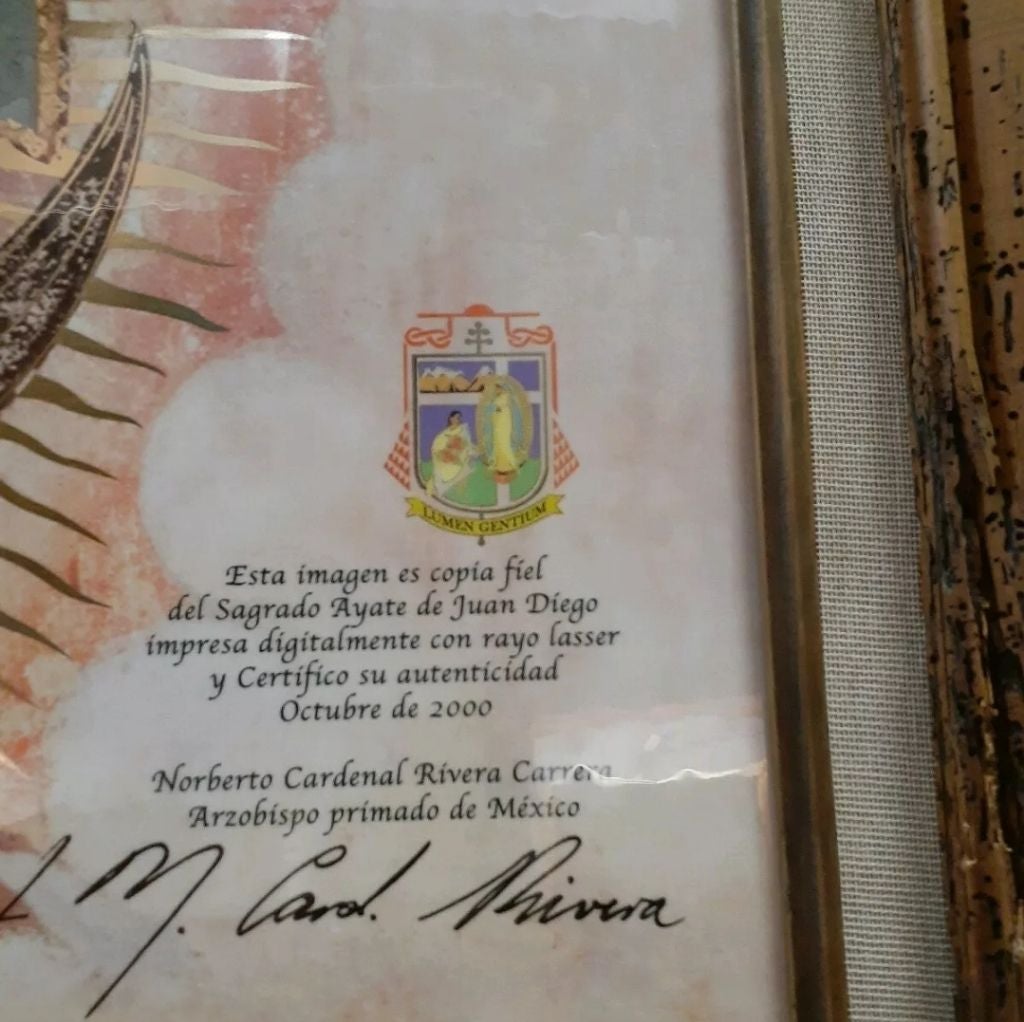 LUMEN GENTIUM
Esta imagen es copia fiel
del Sagrado Ayate de Juan Diego
impresa digitalmente con rayo lasser
y Certifico su autenticidad
Octubre de 2000
Norberto Cardenal Rivera Carrera
Arzobispo primado de México
M. Card. Rivera